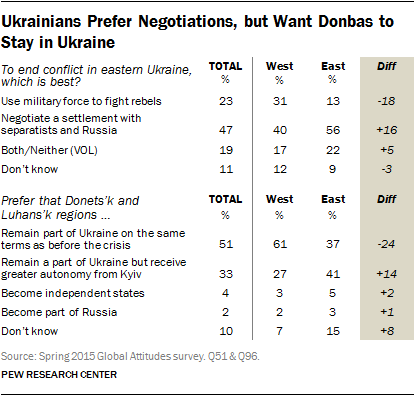 Ukrainians Prefer Negotiations, but Want Donbas to
Stay in Ukraine
To end conflict in eastern Ukraine, TOTAL West East Diff
which is best? % % %
Use military force to fight rebels 23 31 13 -18
Negotiate a settlement with
separatists and Russia 47 40 56 +16
Both/Neither (VOL) 19 17 22 +5
Don't know 11 12 9 -3
Prefer that Donets'k and TOTAL West East Diff
Luhans'k regions ... % % %
Remain part of Ukraine on the same
terms as before the crisis 51 61 37 -24
Remain a part of Ukraine but receive
greater autonomy from Kyiv 33 27 41 +14
Become independent states 4 3 5 +2
Become part of Russia 2 2 3 +1
Don't know 10 7 15 +8
Source: Spring 2015 Global Attitudes survey. Q51 & Q96.
PEW RESEARCH CENTER